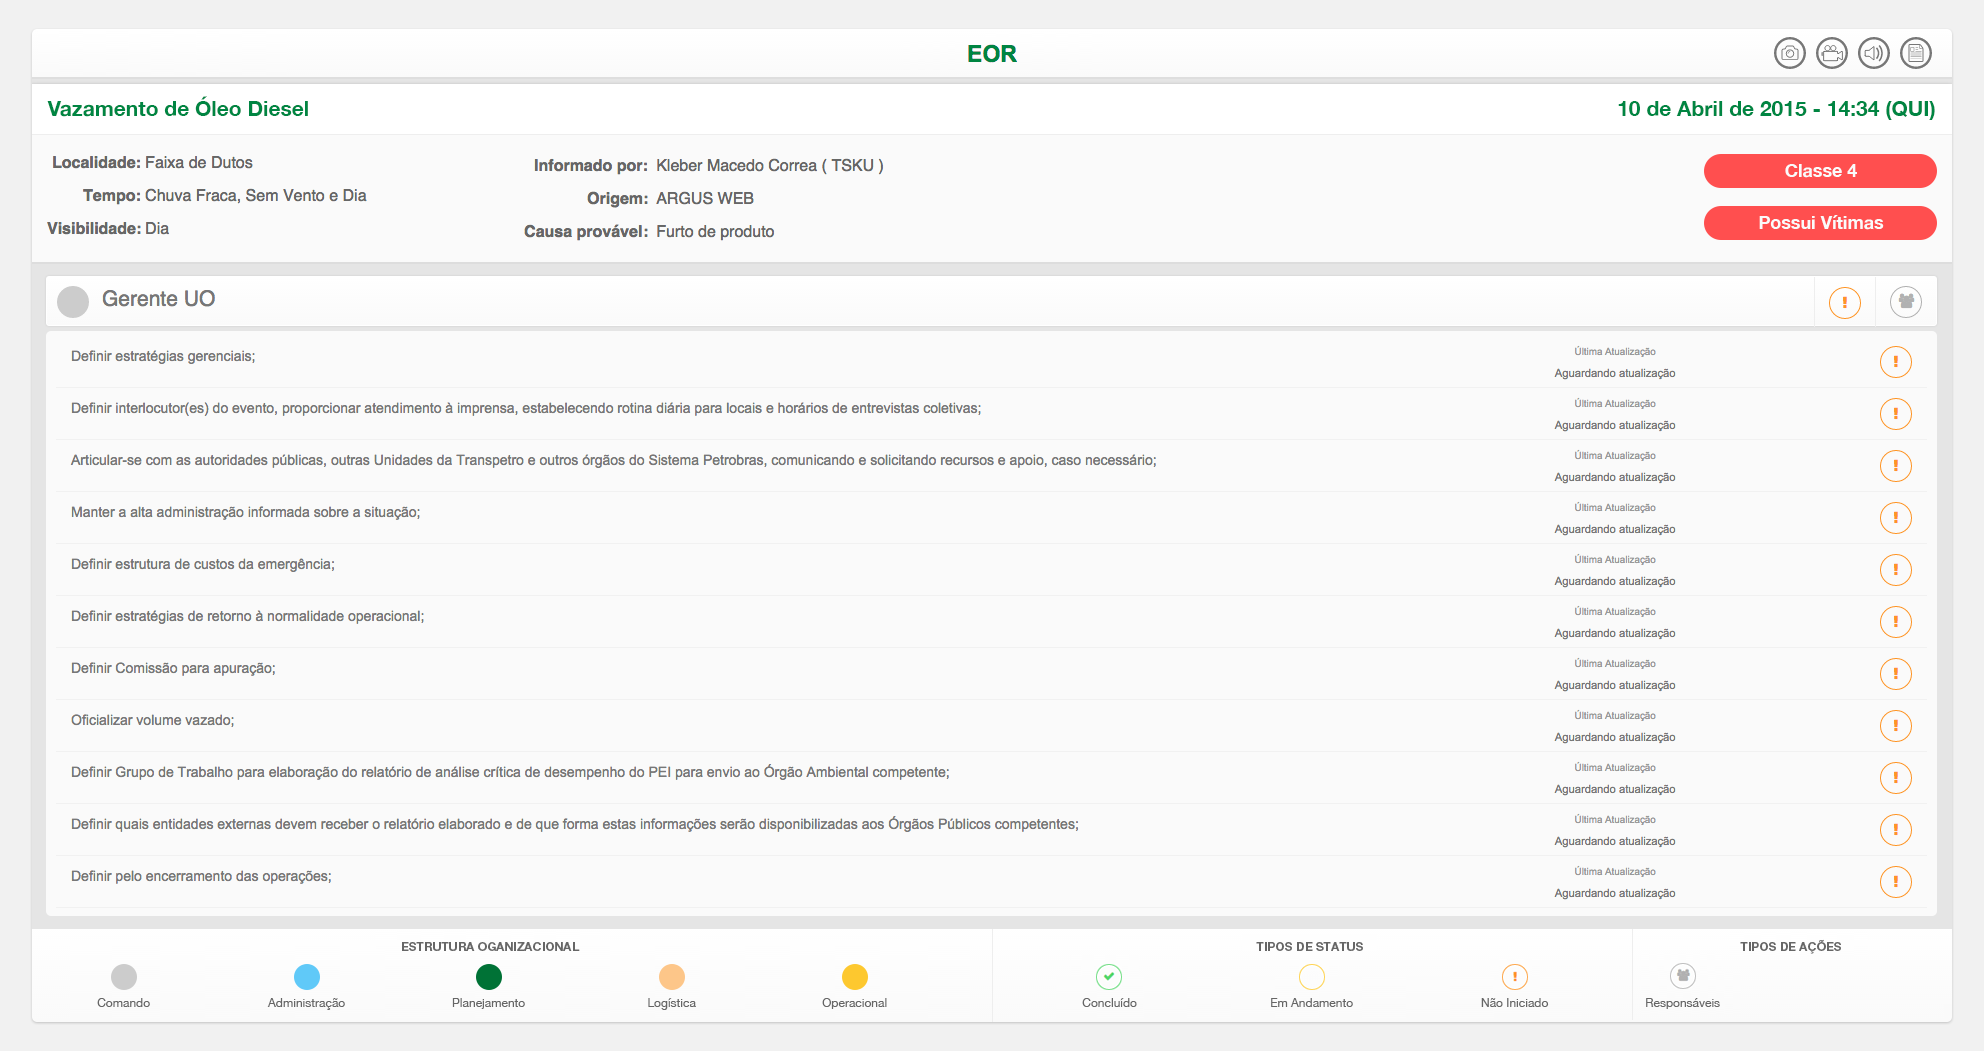 EOR
Vazamento de Óleo Diesel
10 de Abril de 2015 - 14:34 (QUI)
Localidade: Faixa de Dutos
Tempo: Chuva Fraca, Sem Vento e Dia
Visibilidade: Dia
Informado por: Kleber Macedo Correa ( TSKU )
Origem: ARGUS WEB
Causa provável: Furto de produto
Classe 4
Possui Vítimas
Gerente UO
Definir estratégias gerenciais;
Última Atualização
Aguardando atualização
Definir interlocutor(es) do evento, proporcionar atendimento à imprensa, estabelecendo rotina diária para locais e horários de entrevistas coletivas;
Última Atualização
Aguardando atualização
Articular-se com as autoridades públicas, outras Unidades da Transpetro e outros órgãos do Sistema Petrobras, comunicando e solicitando recursos e apoio, caso necessário;
Última Atualização
Aguardando atualização
Manter a alta administração informada sobre a situação;
Última Atualização
Aguardando atualização
Definir estrutura de custos da emergência;
Última Atualização
Aguardando atualização
Definir estratégias de retorno à normalidade operacional;
Última Atualização
Aguardando atualização
Definir Comissão para apuração;
Última Atualização
Aguardando atualização
Oficializar volume vazado;
Última Atualização
Aguardando atualização
Definir Grupo de Trabalho para elaboração do relatório de análise crítica de desempenho do PEI para envio ao Órgão Ambiental competente;
Última Atualização
Aguardando atualização
Definir quais entidades externas devem receber o relatório elaborado e de que forma estas informações serão disponibilizadas aos Órgãos Públicos competentes;
Última Atualização
Aguardando atualização
Definir pelo encerramento das operações;
Última Atualização
Aguardando atualização
ESTRUTURA OGANIZACIONAL
Comando
Administração
Planejamento
Logística
Operacional
TIPOS DE STATUS
Concluído
Em Andamento
Não Iniciado
TIPOS DE AÇÕES
Responsáveis